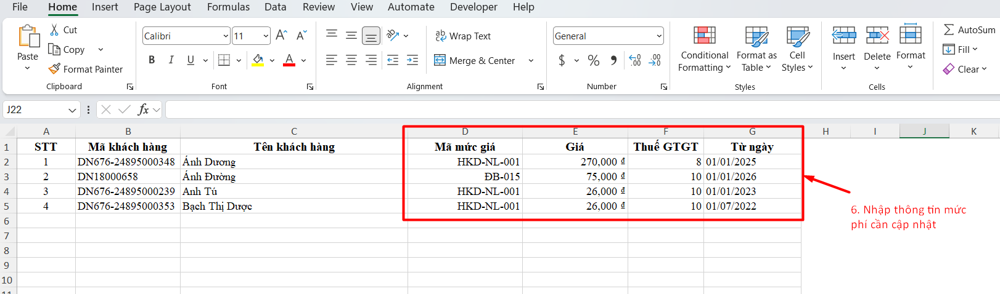 File Home Insert Page Layout Formulas Data Review View Automate Developer Help
Paste
Cut
Copy
Format Painter
Clipboard
Calibri 11 A A
B I U A
Font
ab Wrap Text
Merge & Center
Alignment
General
$ % 9 .00 .00
Number
Conditional Formatting
Format as Table
Cell Styles
Styles
Insert Delete Format
Cells
AutoSum
Fill
Clear
J22 fx
A B C D E F G H I J K
1 STT Mã khách hàng Tên khách hàng Mã mức giá Giá Thuế GTGT Từ ngày
2 1 DN676-24895000348 Ánh Dương HKD-NL-001 270,000 ₫ 8 01/01/2025
3 2 DN18000658 Ánh Đường ĐB-015 75,000 ₫ 10 01/01/2026
4 3 DN676-24895000239 Anh Tú HKD-NL-001 26,000 ₫ 10 01/01/2023
5 4 DN676-24895000353 Bạch Thị Dược HKD-NL-001 26,000 ₫ 10 01/07/2022
6
7
8
9
10
6. Nhập thông tin mức
phí cần cập nhật